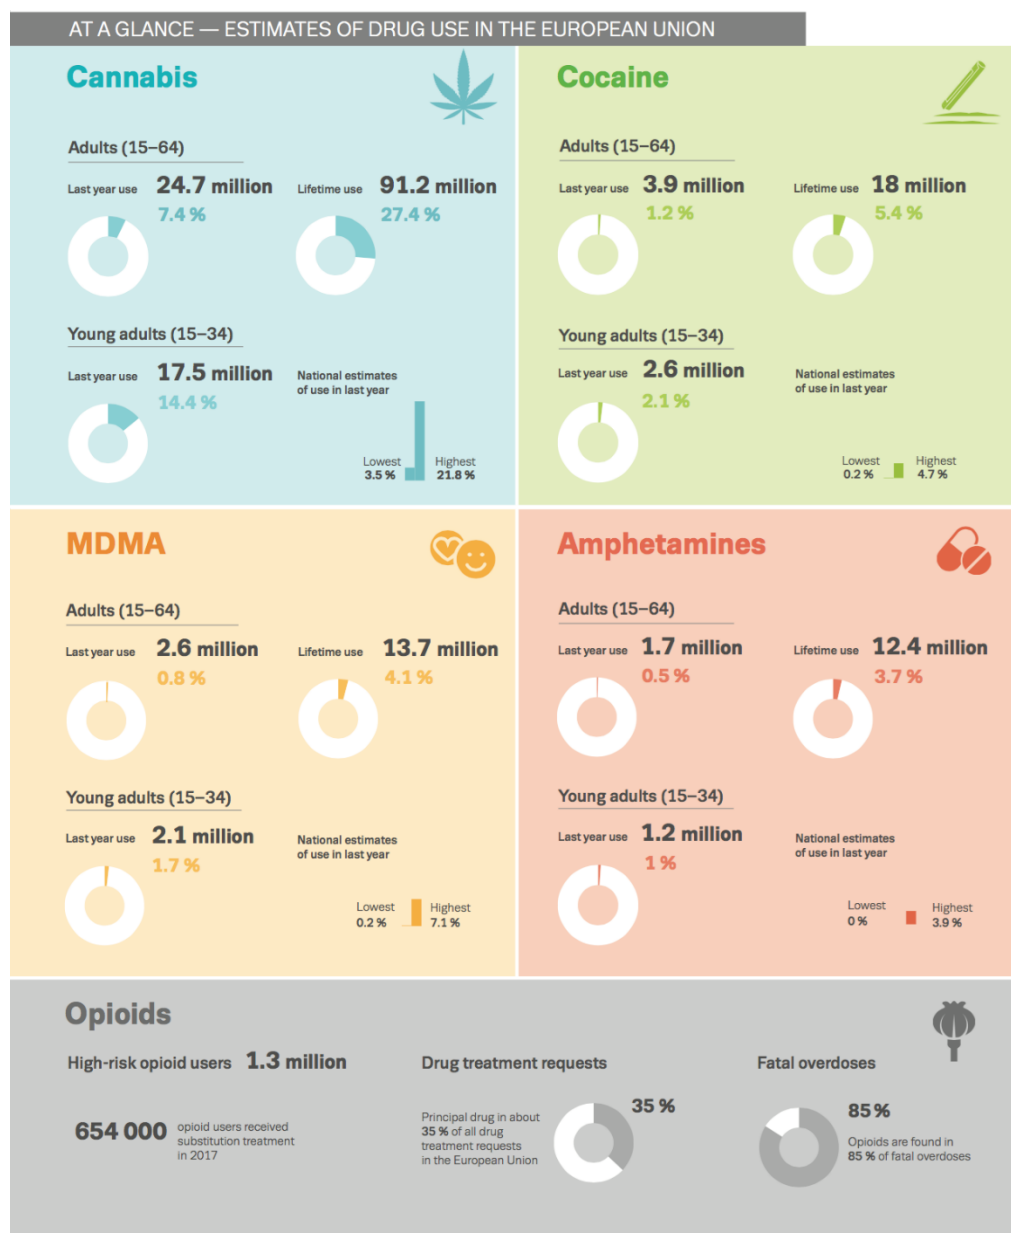 AT A GLANCE — ESTIMATES OF DRUG USE IN THE EUROPEAN UNION
Cannabis
Adults (15–64)
Last year use 24.7 million
7.4 %
Lifetime use 91.2 million
27.4 %
Young adults (15–34)
Last year use 17.5 million
14.4 %
National estimates
of use in last year
Lowest
3.5 %
Highest
21.8 %
Cocaine
Adults (15–64)
Last year use 3.9 million
1.2 %
Lifetime use 18 million
5.4 %
Young adults (15–34)
Last year use 2.6 million
2.1 %
National estimates
of use in last year
Lowest
0.2 %
Highest
4.7 %
MDMA
Adults (15–64)
Last year use 2.6 million
0.8 %
Lifetime use 13.7 million
4.1 %
Young adults (15–34)
Last year use 2.1 million
1.7 %
National estimates
of use in last year
Lowest
0.2 %
Highest
7.1 %
Amphetamines
Adults (15–64)
Last year use 1.7 million
0.5 %
Lifetime use 12.4 million
3.7 %
Young adults (15–34)
Last year use 1.2 million
1 %
National estimates
of use in last year
Lowest
0 %
Highest
3.9 %
Opioids
High-risk opioid users 1.3 million
654 000 opioid users received
substitution treatment
in 2017
Drug treatment requests
Principal drug in about
35 % of all drug
treatment requests
in the European Union
35 %
Fatal overdoses
85 %
Opioids are found in
85 % of fatal overdoses